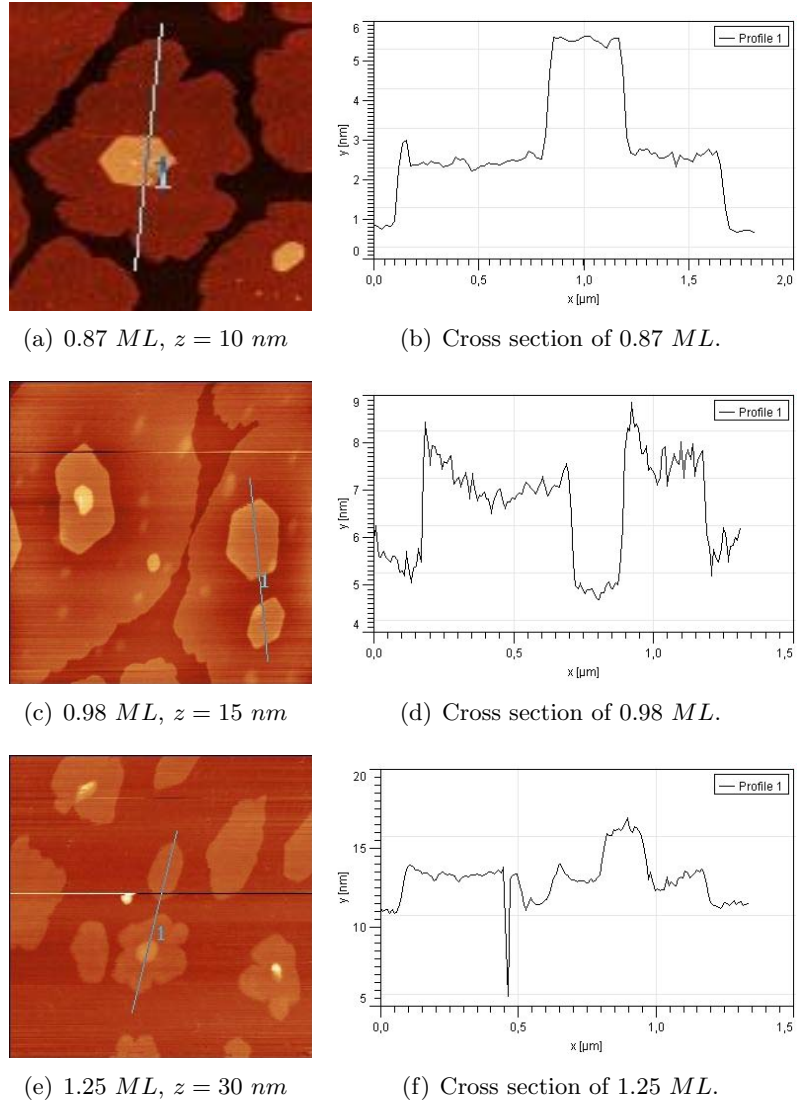 1
6
5
4
3
2
1
0
y [nm]
Profile 1
0,0 0,5 1,0 1,5 2,0
x [µm]
(a) 0.87 ML, z = 10 nm
(b) Cross section of 0.87 ML.
1
9
8
7
6
5
4
y [nm]
Profile 1
0,0 0,5 1,0 1,5
x [µm]
(c) 0.98 ML, z = 15 nm
(d) Cross section of 0.98 ML.
1
20
15
10
5
y [nm]
Profile 1
0,0 0,5 1,0 1,5
x [µm]
(e) 1.25 ML, z = 30 nm
(f) Cross section of 1.25 ML.